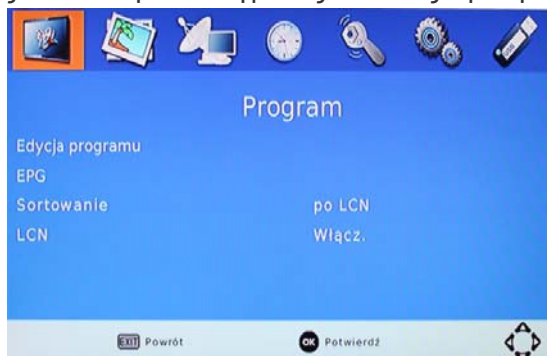 Program
Edycja programu
EPG
Sortowanie po LCN
LCN Włącz.
EXIT Powrót OK Potwierdź